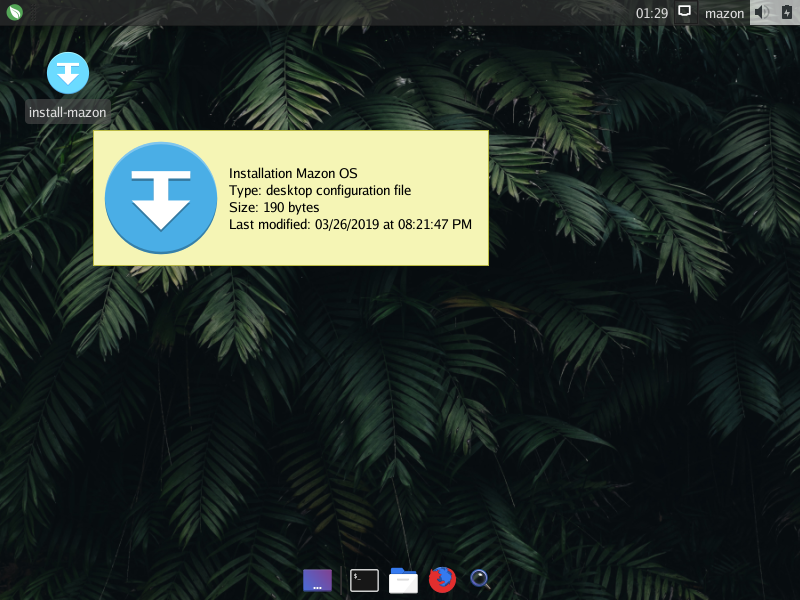 01:29
mazon
install-mazon
Installation Mazon OS
Type: desktop configuration file
Size: 190 bytes
Last modified: 03/26/2019 at 08:21:47 PM
$_